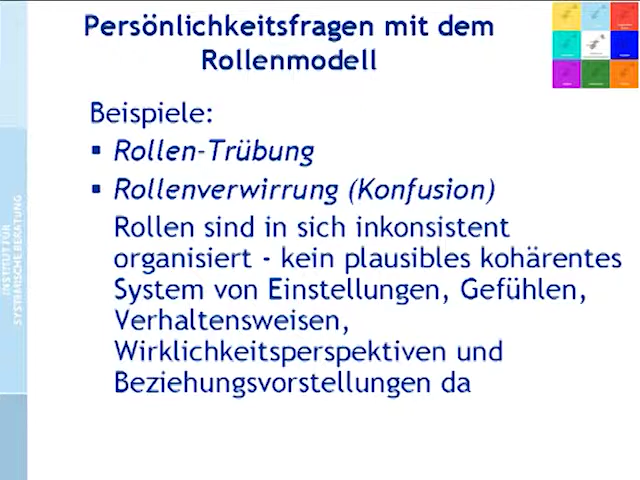 Persönlichkeitsfragen mit dem
Rollenmodell
Beispiele:
▪ Rollen-Trübung
▪ Rollenverwirrung (Konfusion)
Rollen sind in sich inkonsistent
organisiert - kein plausibles kohärentes
System von Einstellungen, Gefühlen,
Verhaltensweisen,
Wirklichkeitsperspektiven und
Beziehungsvorstellungen da
INSTITUT FÜR
SYSTEMISCHE BERATUNG